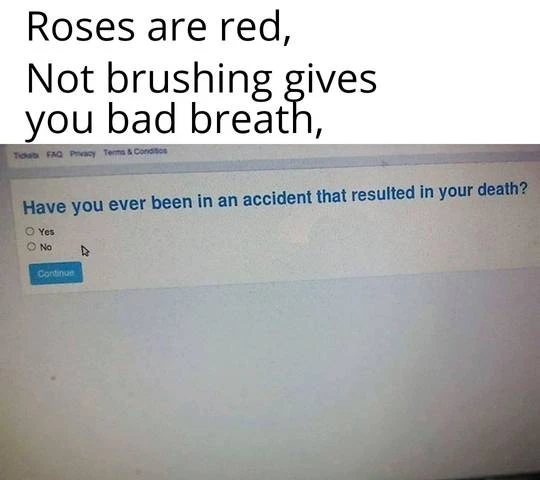 Roses are red,
Not brushing gives
you bad breath,
Tickets FAQ Privacy Terms & Conditios
Have you ever been in an accident that resulted in your death?
Yes
No
Continue